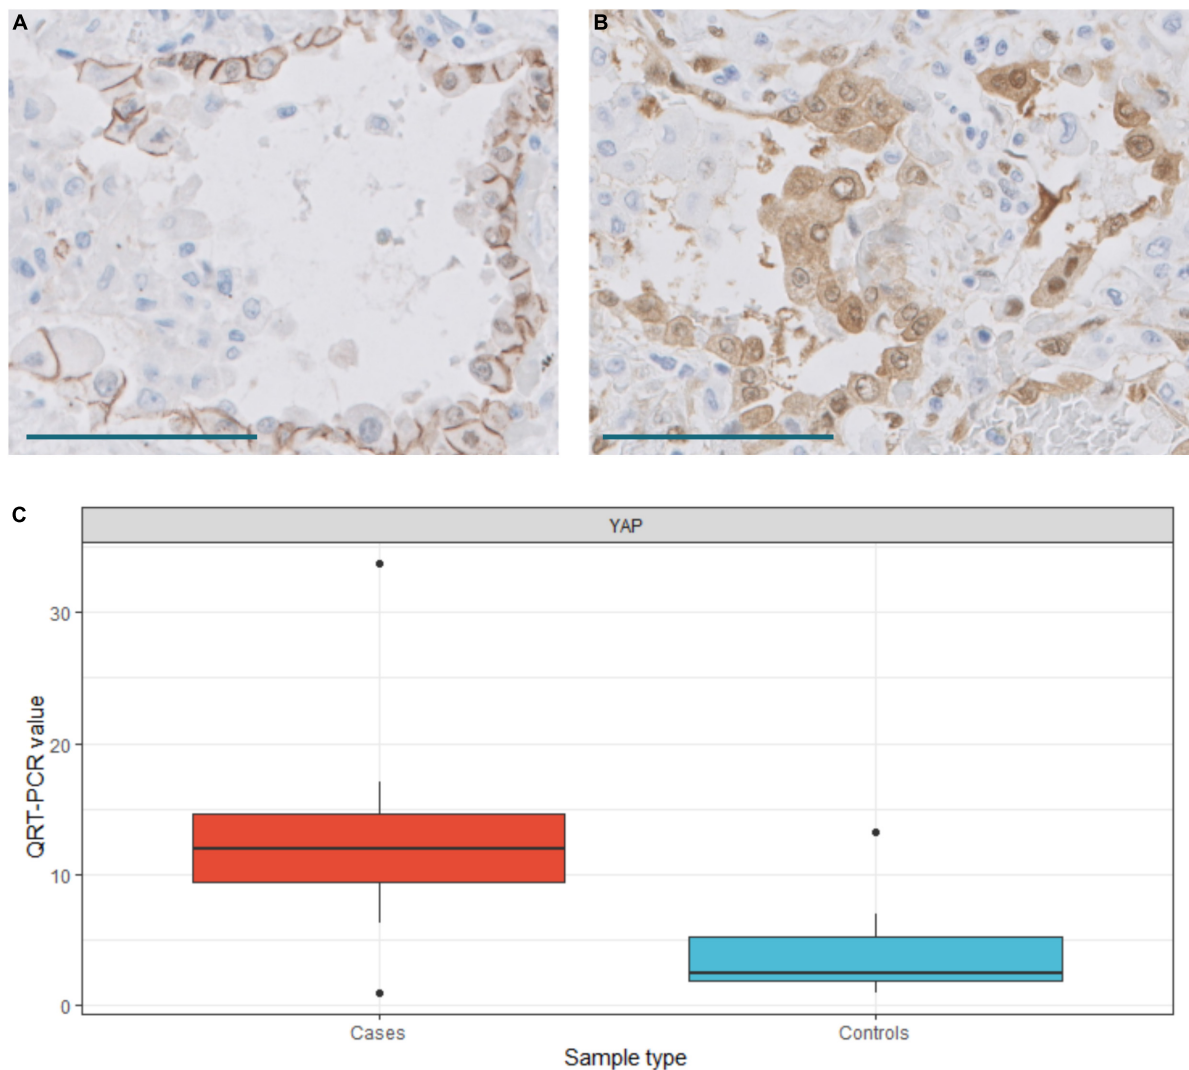 A
B
C
YAP
QRT-PCR value
30
20
10
0
Cases
Controls
Sample type